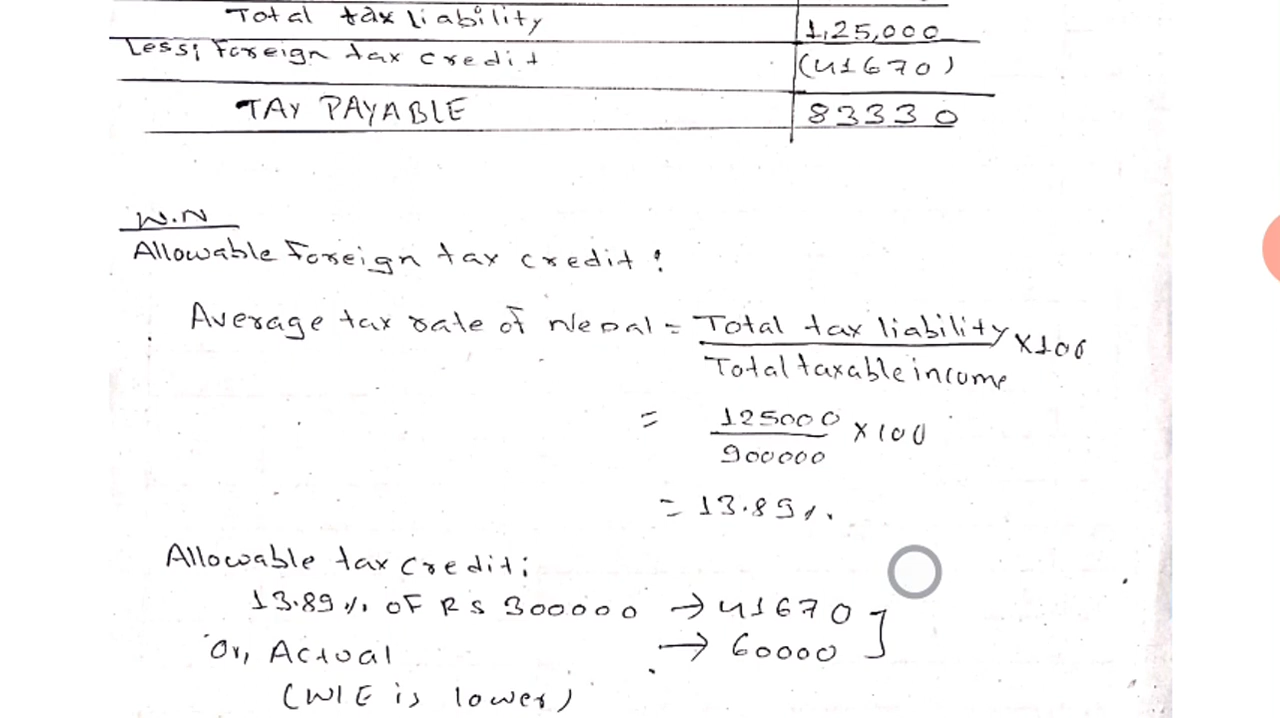 Total tax liability 1,25,000
Less; Foreign tax credit (41670)
TAX PAYABLE 83330
W.N
Allowable Foreign tax credit :
Average tax rate of Nepal = Total tax liability × 100
Total taxable income
= 125000 × 100
900000
= 13.89 %.
Allowable tax credit;
13.89 % OF RS 300000 → 41670 ]
Or, Actual → 60000
(WIE is lower)